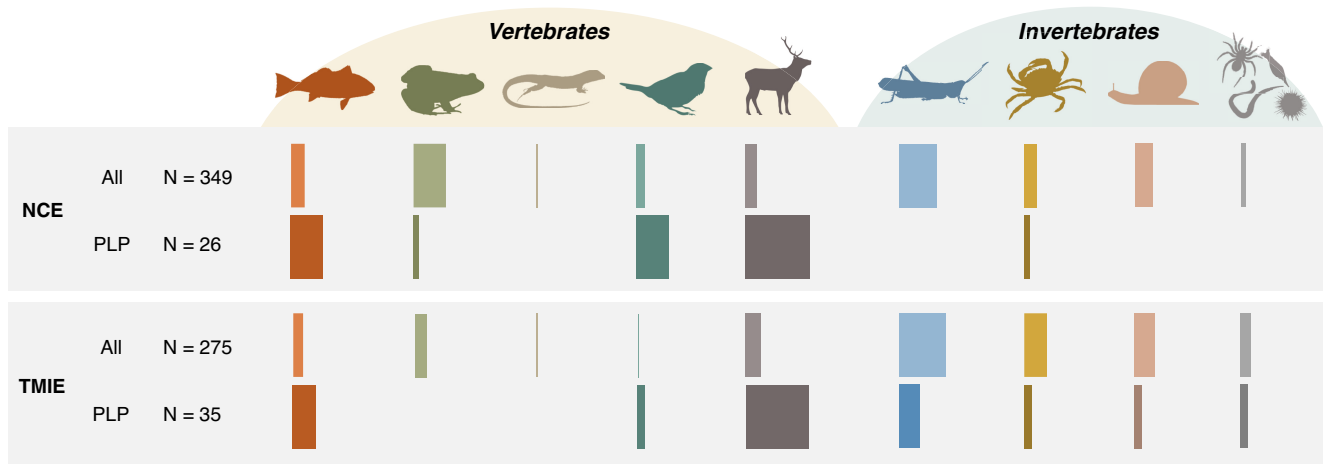 Vertebrates
Invertebrates
NCE
All N = 349
PLP N = 26
TMIE
All N = 275
PLP N = 35